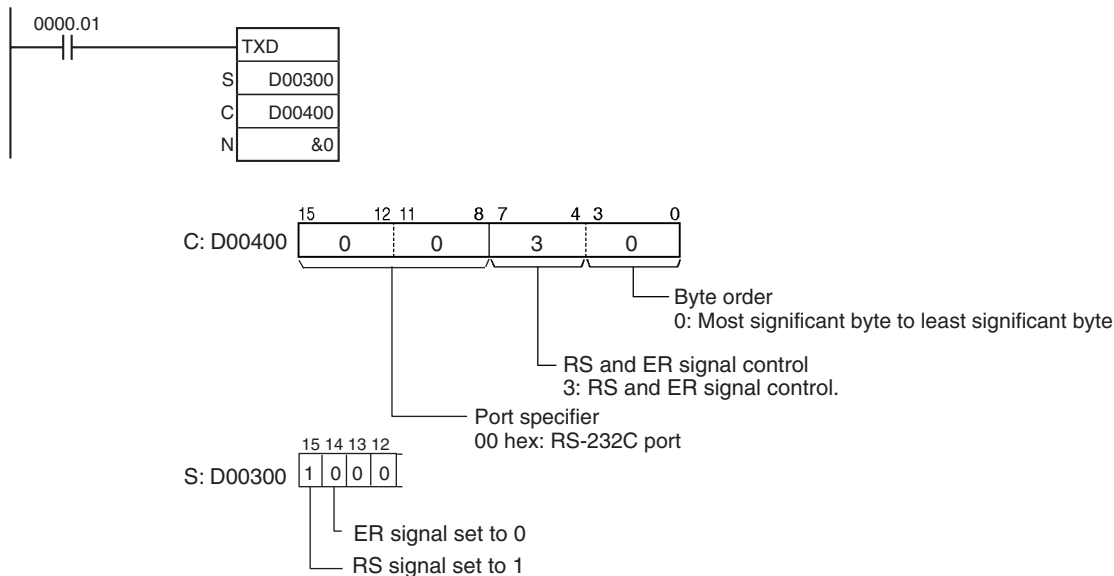 0000.01
TXD
S D00300
C D00400
N &0
15 12 11 8 7 4 3 0
C: D00400 0 0 3 0
Byte order
0: Most significant byte to least significant byte
RS and ER signal control
3: RS and ER signal control.
Port specifier
00 hex: RS-232C port
15 14 13 12
S: D00300 1 0 0 0
ER signal set to 0
RS signal set to 1